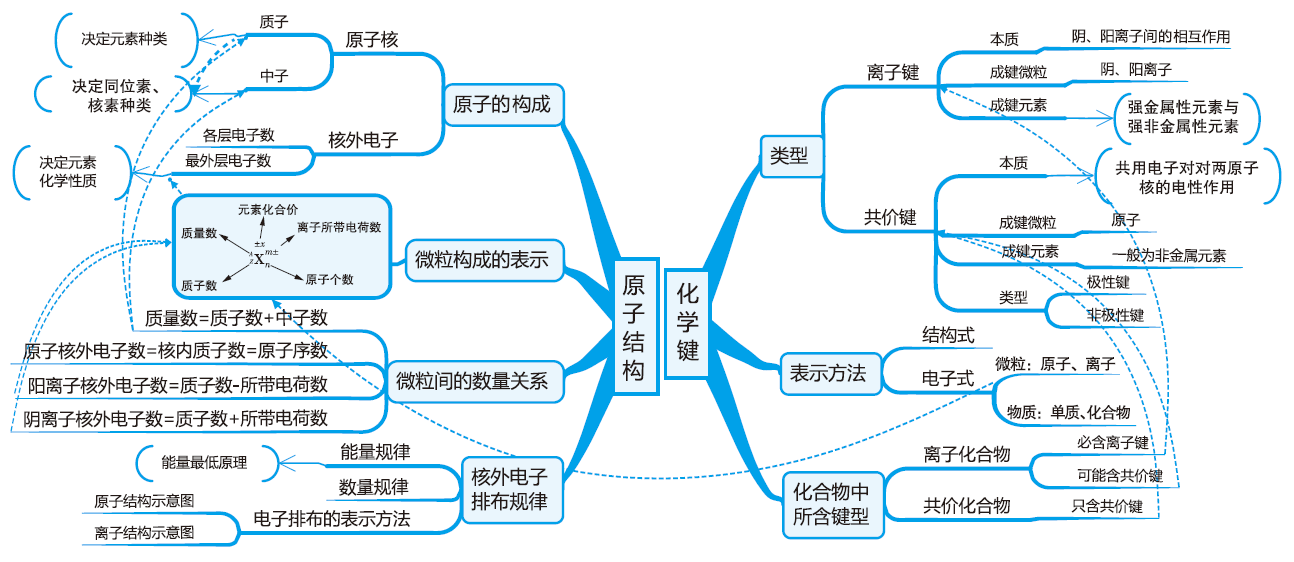 原子结构
原子的构成
原子核
质子
决定元素种类
中子
决定同位素、
核素种类
核外电子
各层电子数
最外层电子数
决定元素
化学性质
微粒构成的表示
元素化合价
质量数
离子所带电荷数
±x
m±
X
n
质子数
原子个数
微粒间的数量关系
质量数=质子数+中子数
原子核外电子数=核内质子数=原子序数
阳离子核外电子数=质子数-所带电荷数
阴离子核外电子数=质子数+所带电荷数
核外电子
排布规律
能量规律
能量最低原理
数量规律
电子排布的表示方法
原子结构示意图
离子结构示意图
化学键
类型
离子键
本质
阴、阳离子间的相互作用
成键微粒
阴、阳离子
成键元素
强金属性元素与
强非金属性元素
共价键
本质
共用电子对对两原子
核的电性作用
成键微粒
原子
成键元素
一般为非金属元素
类型
极性键
非极性键
表示方法
结构式
电子式
微粒：原子、离子
物质：单质、化合物
化合物中
所含键型
离子化合物
必含离子键
可能含共价键
共价化合物
只含共价键